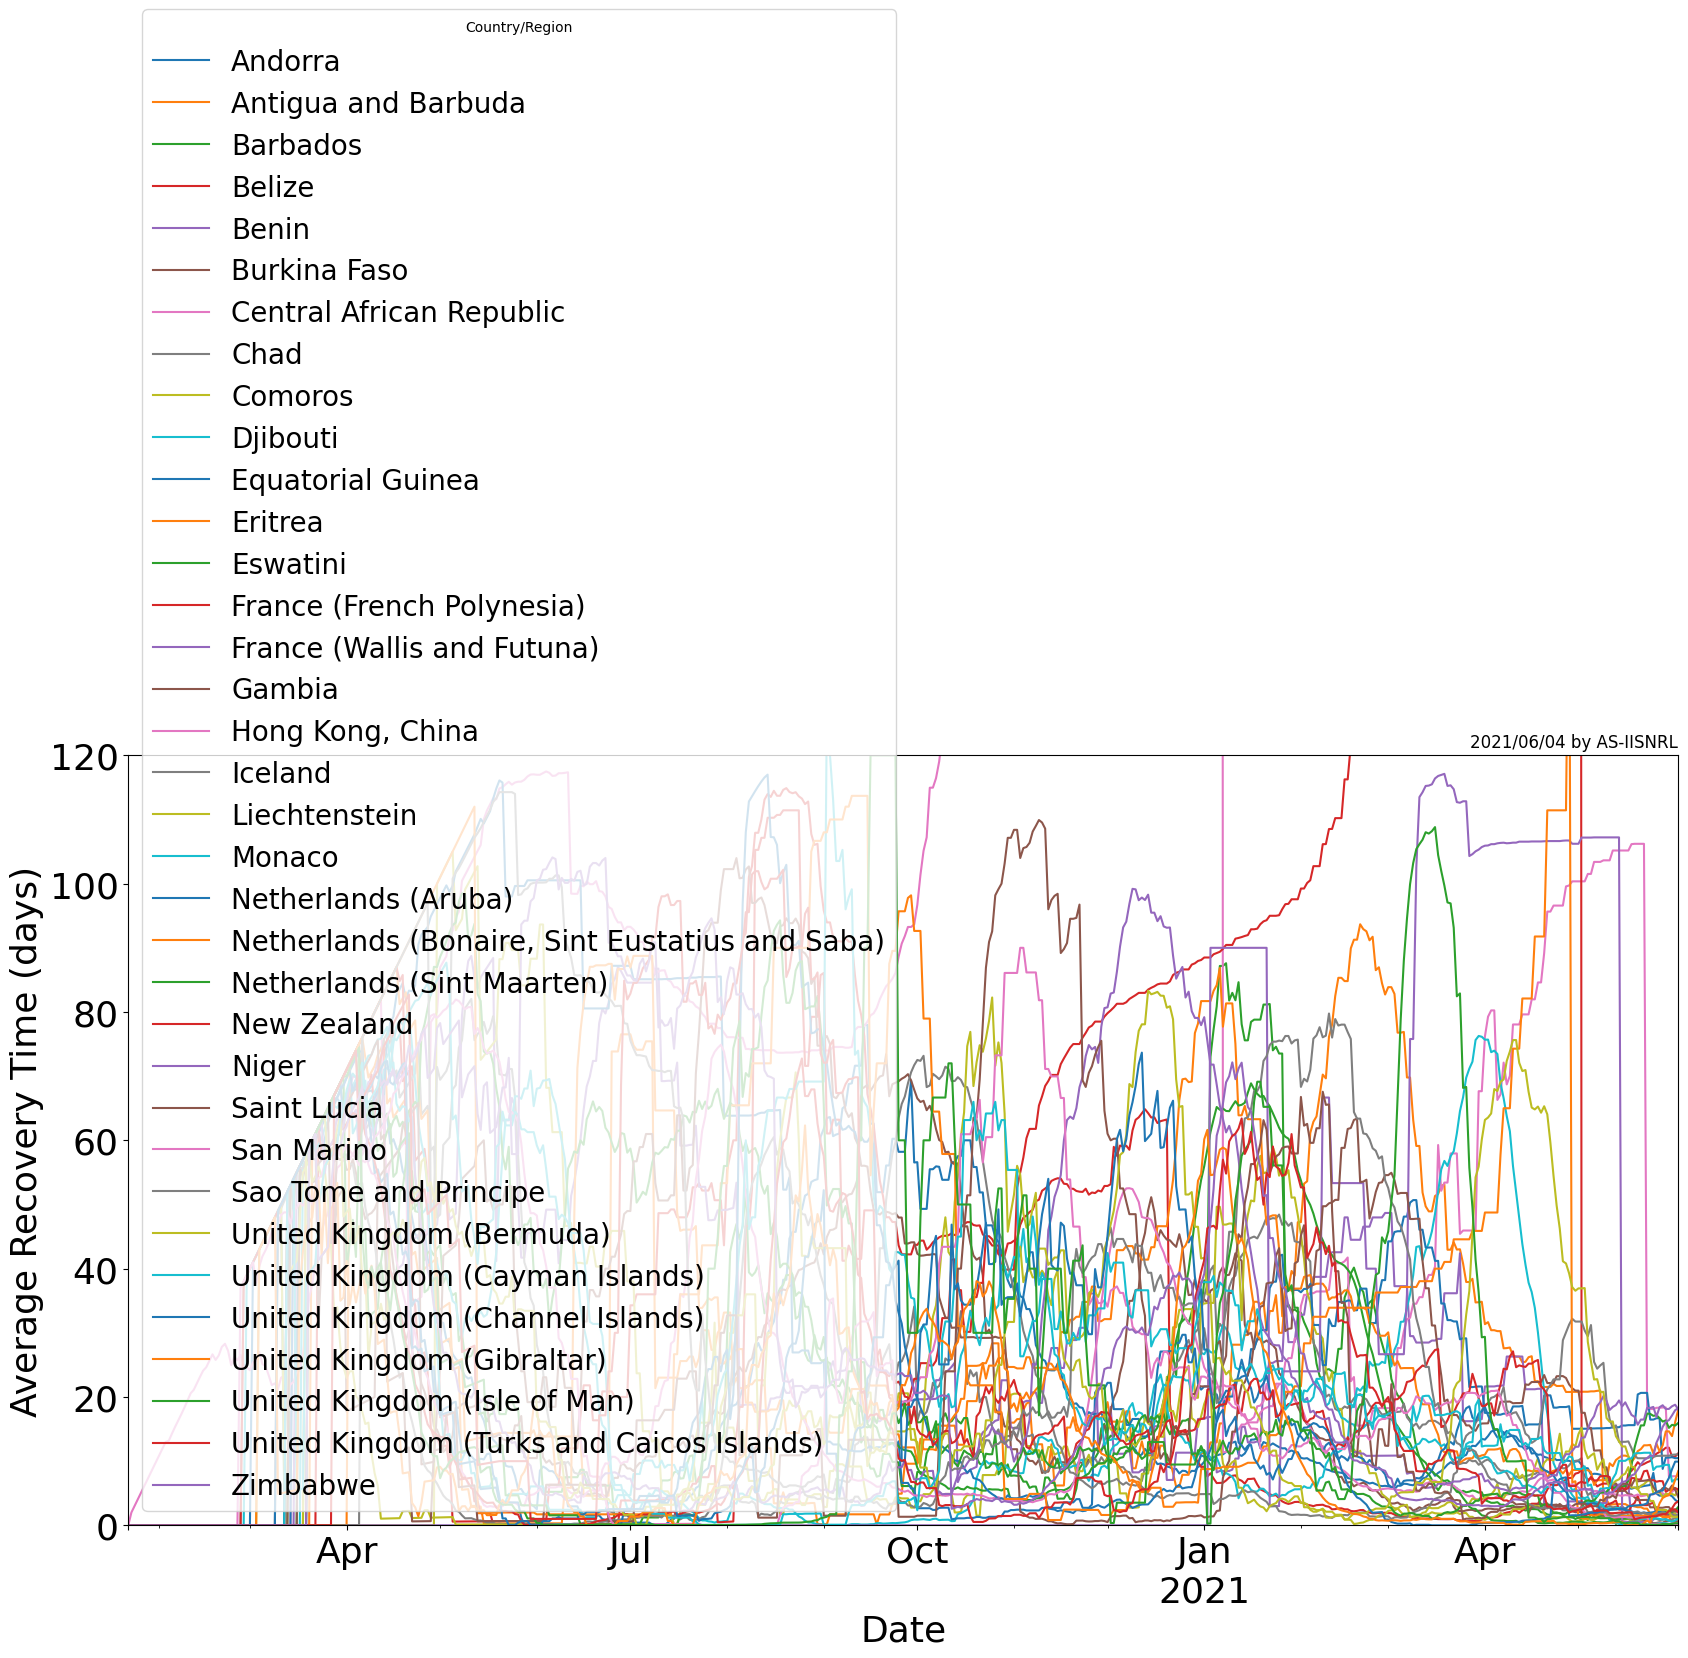 Country/Region
Andorra
Antigua and Barbuda
Barbados
Belize
Benin
Burkina Faso
Central African Republic
Chad
Comoros
Djibouti
Equatorial Guinea
Eritrea
Eswatini
France (French Polynesia)
France (Wallis and Futuna)
Gambia
Hong Kong, China
Iceland
Liechtenstein
Monaco
Netherlands (Aruba)
Netherlands (Bonaire, Sint Eustatius and Saba)
Netherlands (Sint Maarten)
New Zealand
Niger
Saint Lucia
San Marino
Sao Tome and Principe
United Kingdom (Bermuda)
United Kingdom (Cayman Islands)
United Kingdom (Channel Islands)
United Kingdom (Gibraltar)
United Kingdom (Isle of Man)
United Kingdom (Turks and Caicos Islands)
Zimbabwe
2021/06/04 by AS-IISNRL
120
100
80
60
40
20
0
Average Recovery Time (days)
Apr Jul Oct Jan Apr
2021
Date